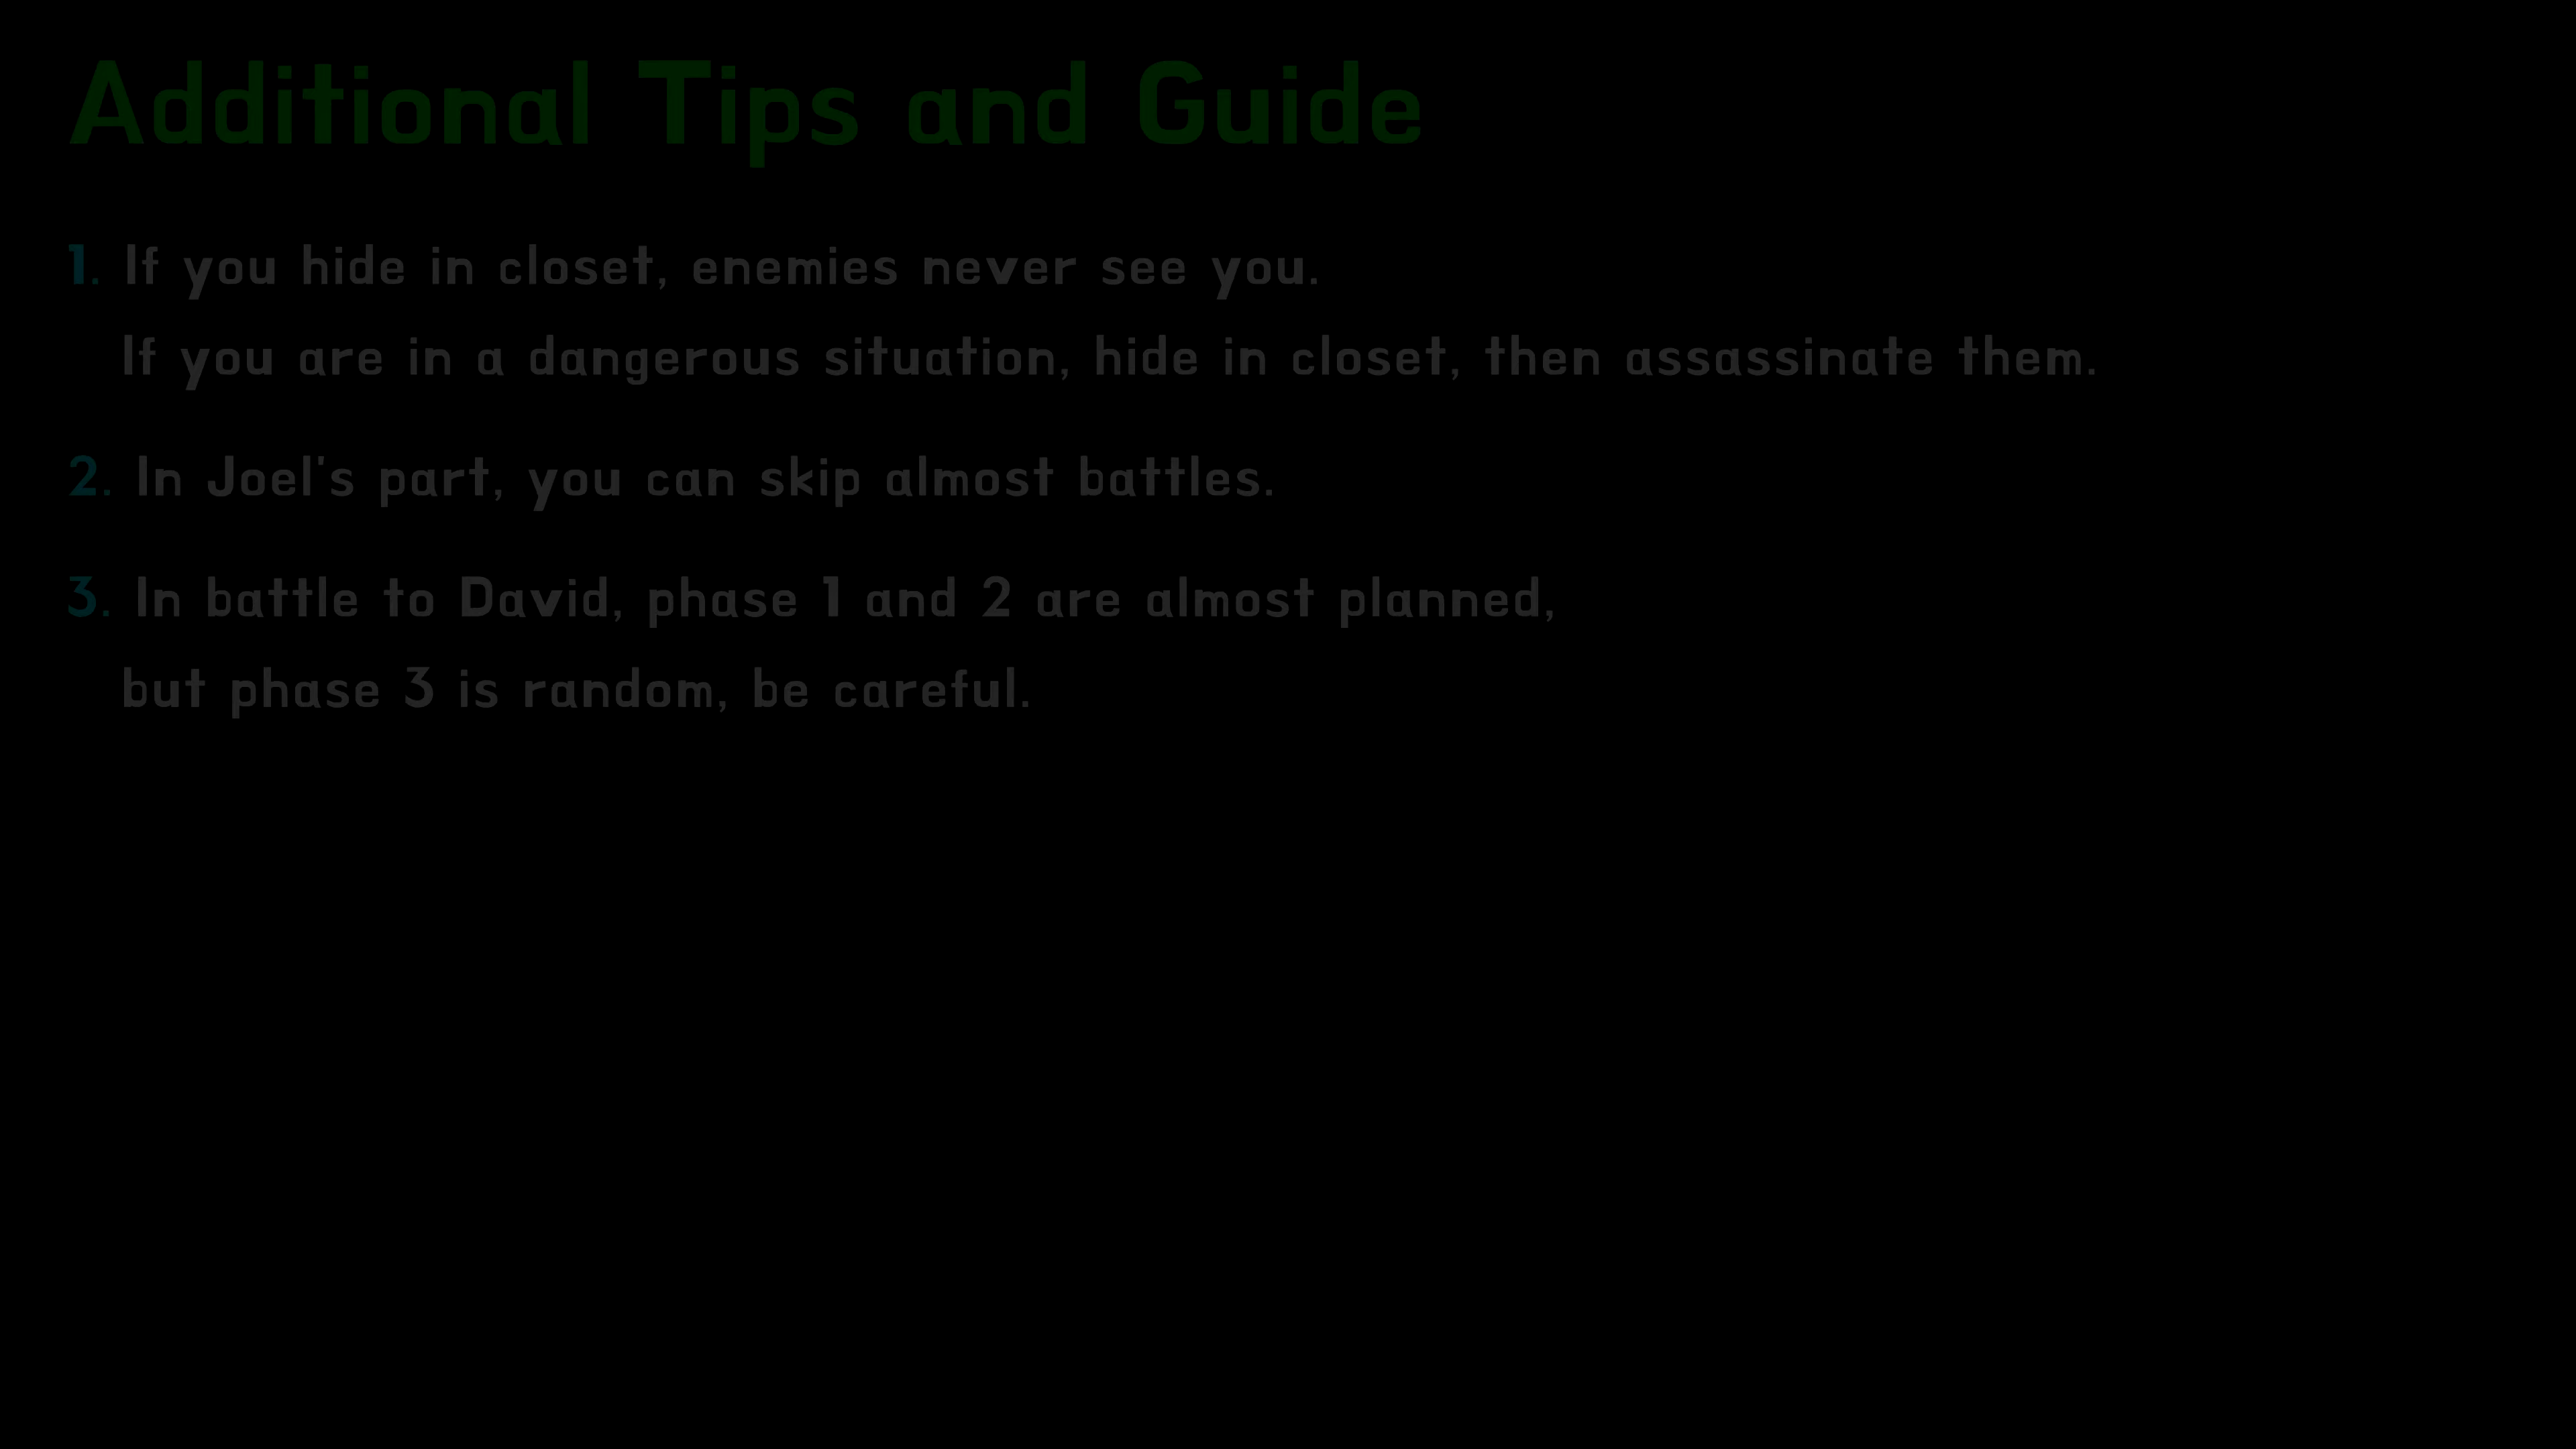 Additional Tips and Guide
1. If you hide in closet, enemies never see you.
If you are in a dangerous situation, hide in closet, then assassinate them.
2. In Joel's part, you can skip almost battles.
3. In battle to David, phase 1 and 2 are almost planned,
but phase 3 is random, be careful.